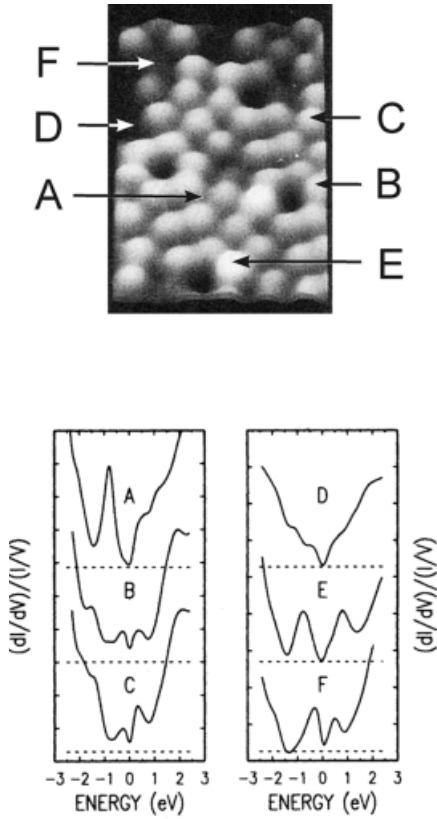 F
D
C
A
B
E
A
B
C
D
E
F
(dI/dV)/(I/V)
(dI/dV)/(I/V)
-3 -2 -1 0 1 2 3
-3 -2 -1 0 1 2 3
ENERGY (eV)
ENERGY (eV)